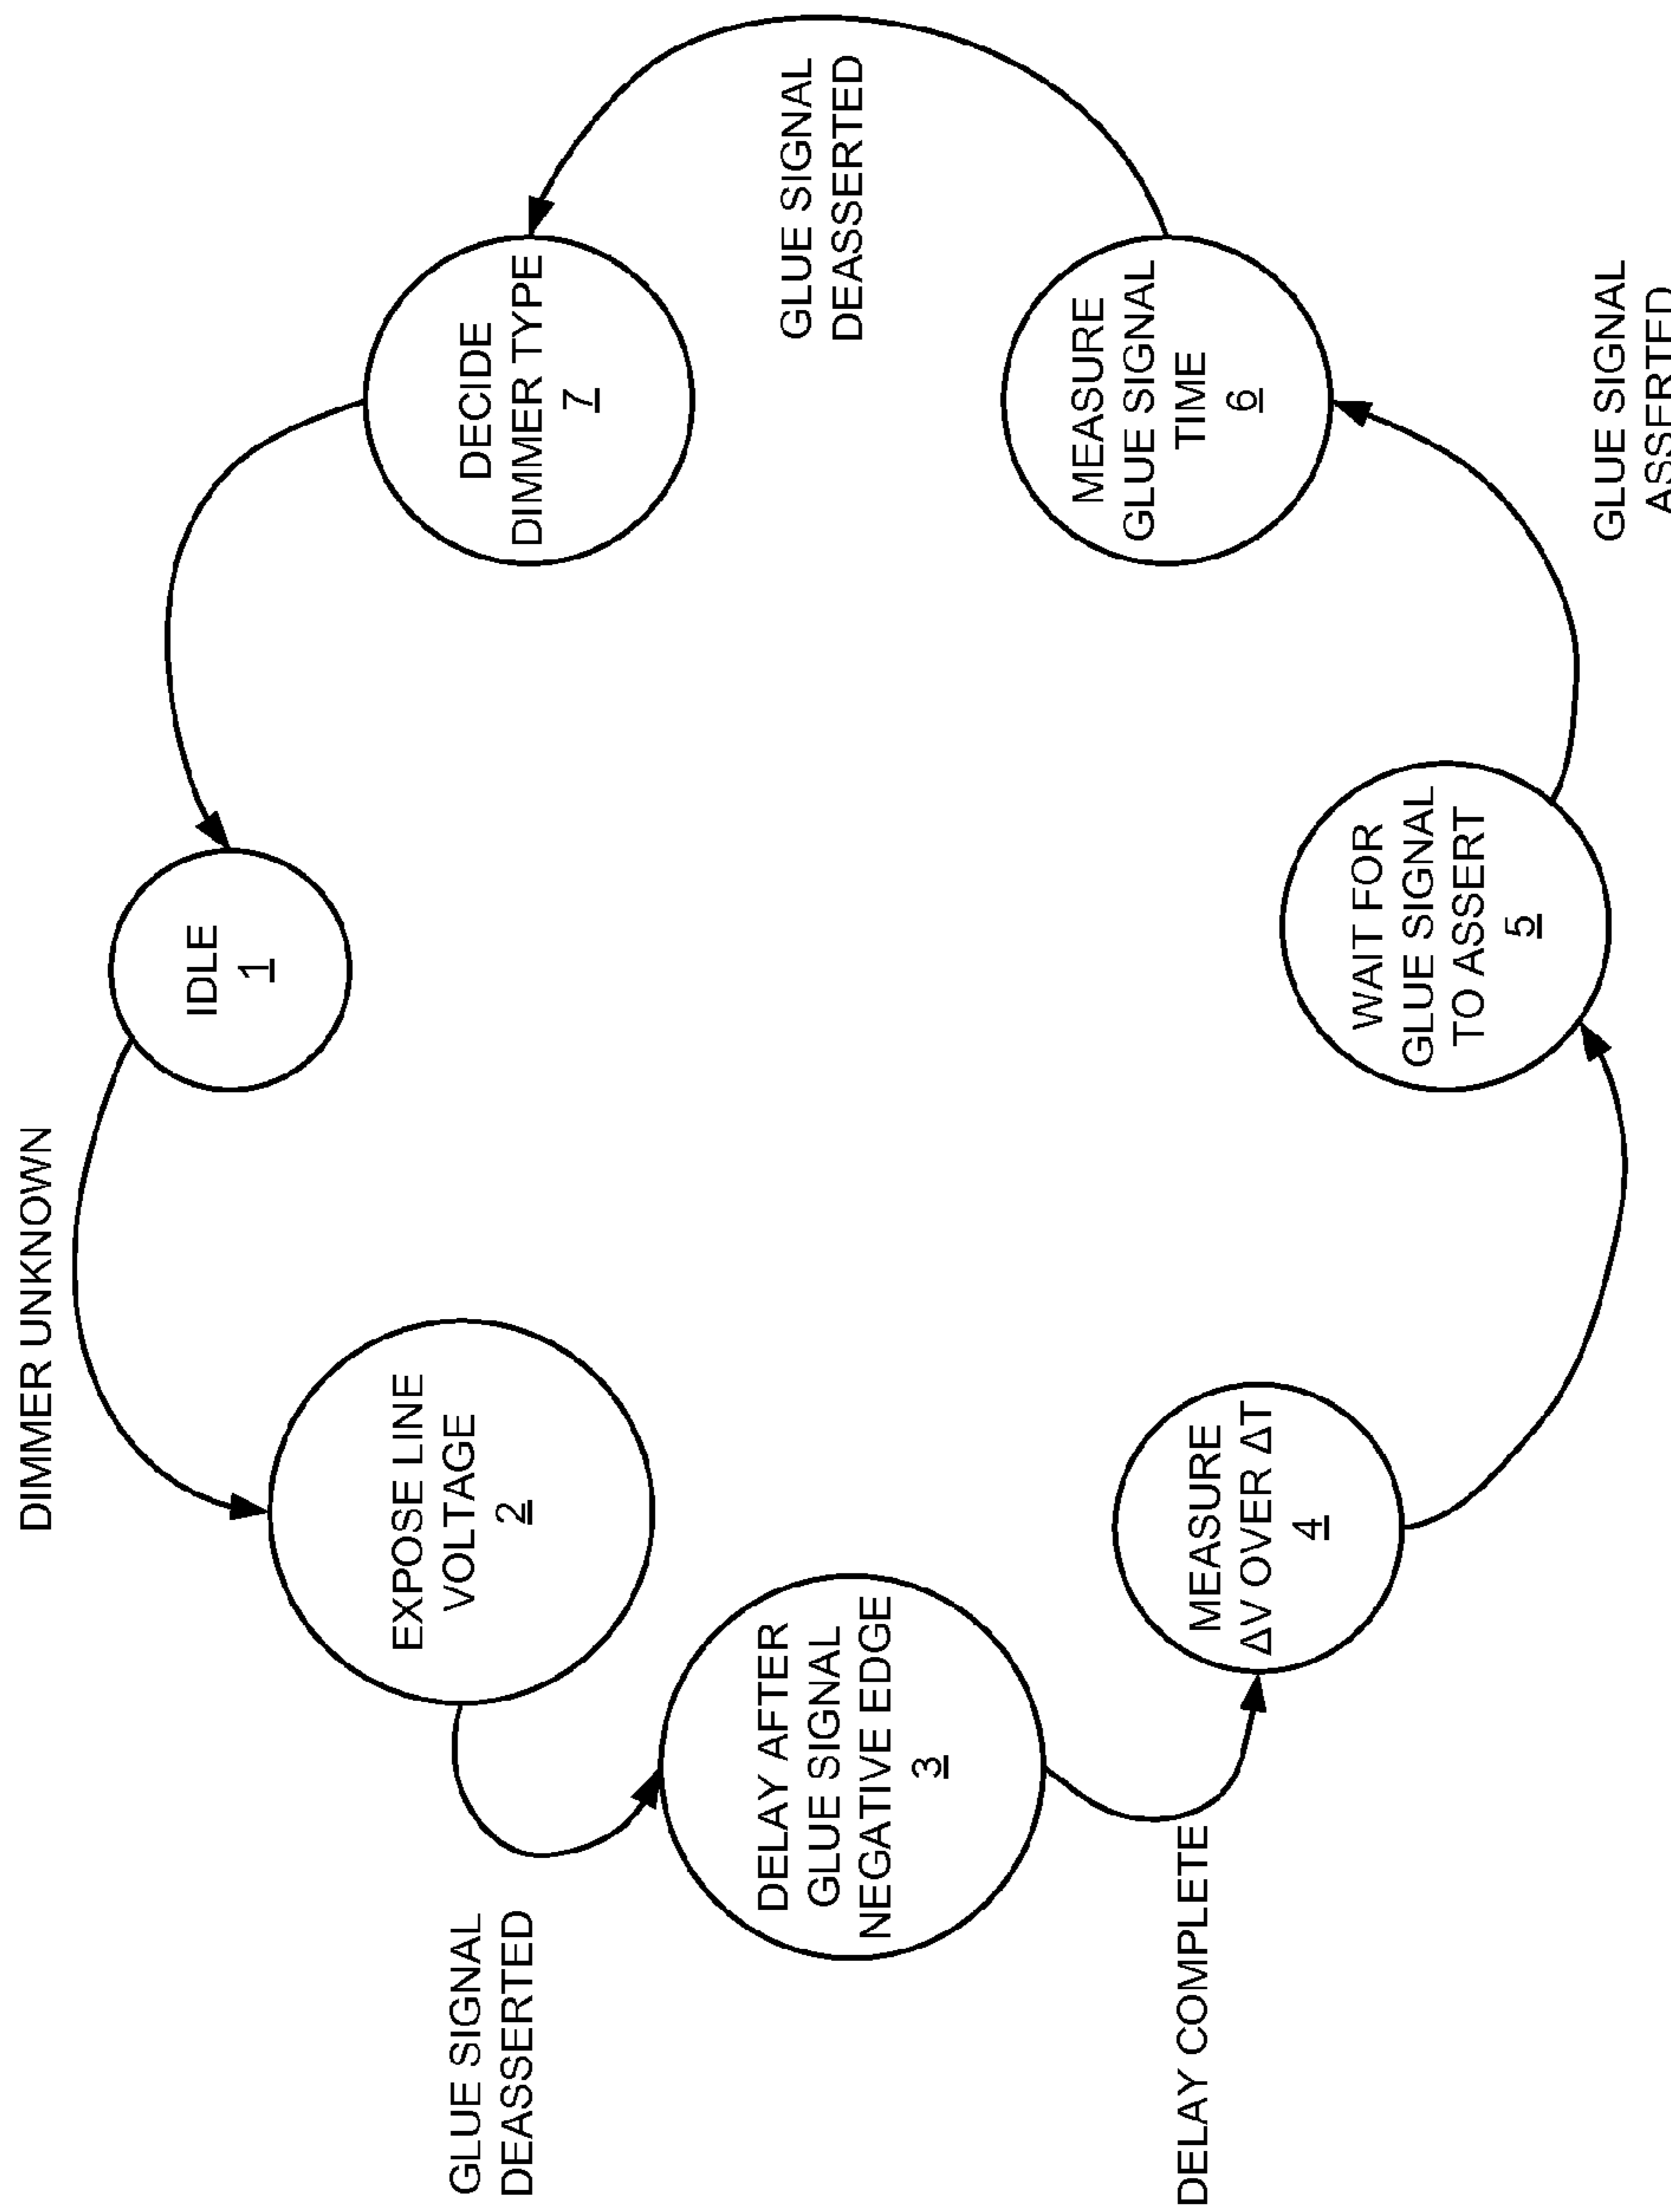 DIMMER UNKNOWN
IDLE
1
EXPOSE LINE
VOLTAGE
2
GLUE SIGNAL
DEASSERTED
DELAY AFTER
GLUE SIGNAL
NEGATIVE EDGE
3
DELAY COMPLETE
MEASURE
ΔV OVER ΔT
4
WAIT FOR
GLUE SIGNAL
TO ASSERT
5
GLUE SIGNAL
ASSERTED
MEASURE
GLUE SIGNAL
TIME
6
GLUE SIGNAL
DEASSERTED
DECIDE
DIMMER TYPE
7